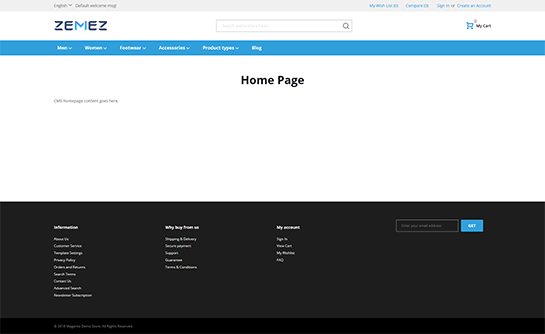 English Default welcome msg! My Wish List (0) Compare (0) Sign In or Create an Account
ZEMEZ
My Cart
Men Women Footwear Accessories Product types Blog
Home Page
CMS homepage content goes here.
Information
About Us
Customer Service
Template Settings
Privacy Policy
Orders and Returns
Search Terms
Contact Us
Advanced Search
Newsletter Subscription
Why buy from us
Shipping & Delivery
Secure payment
Support
Guarantee
Terms & Conditions
My account
Sign In
View Cart
My Wishlist
FAQ
Enter your email address
GET
© 2018 Magento Demo Store. All Rights Reserved.